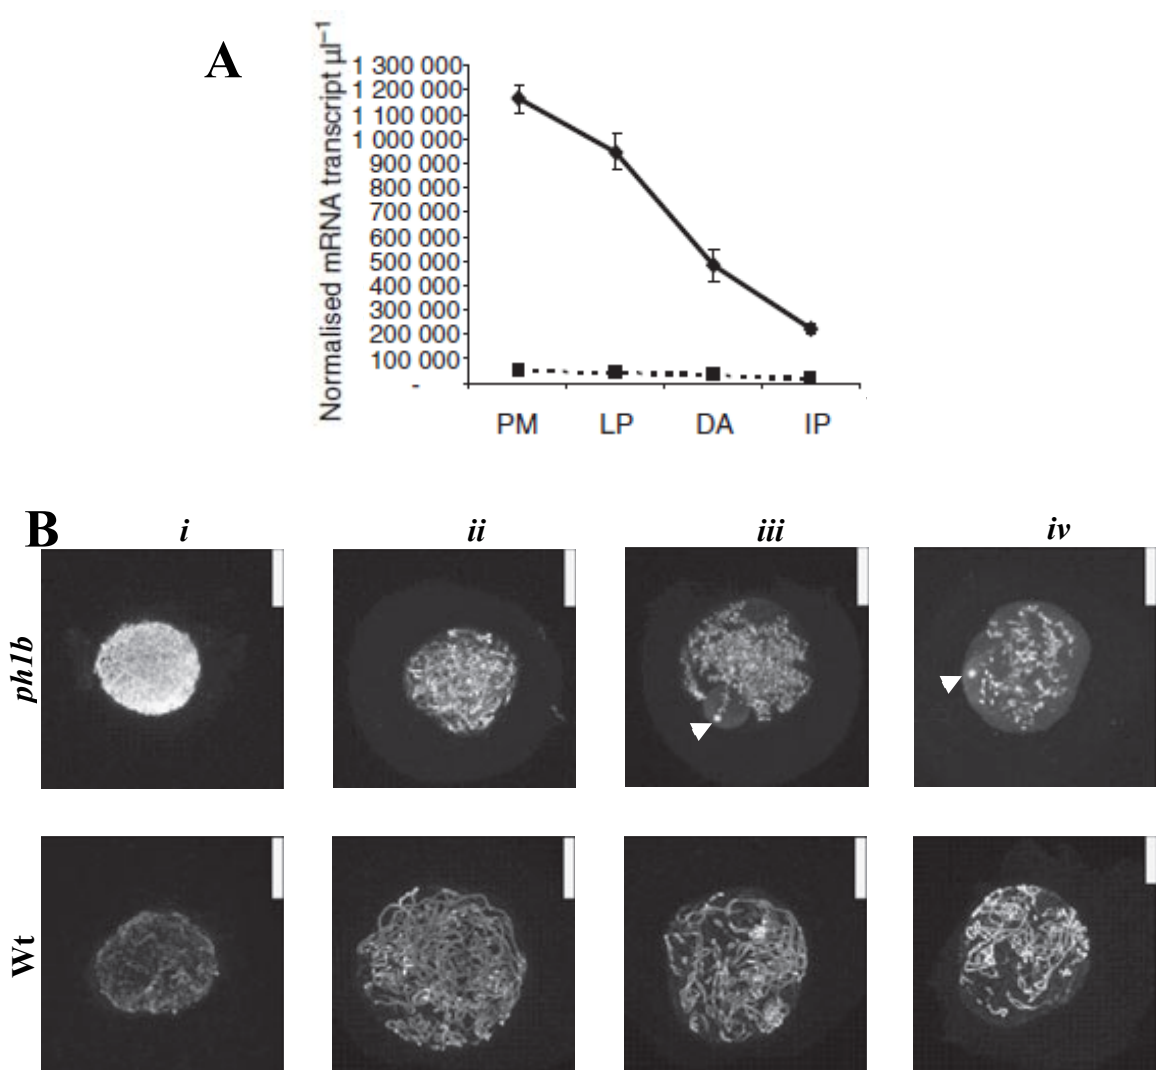 A
Normalised mRNA transcript µl⁻¹
1 300 000
1 200 000
1 100 000
1 000 000
900 000
800 000
700 000
600 000
500 000
400 000
300 000
200 000
100 000
-
PM LP DA IP
B
i ii iii iv
ph1b
Wt